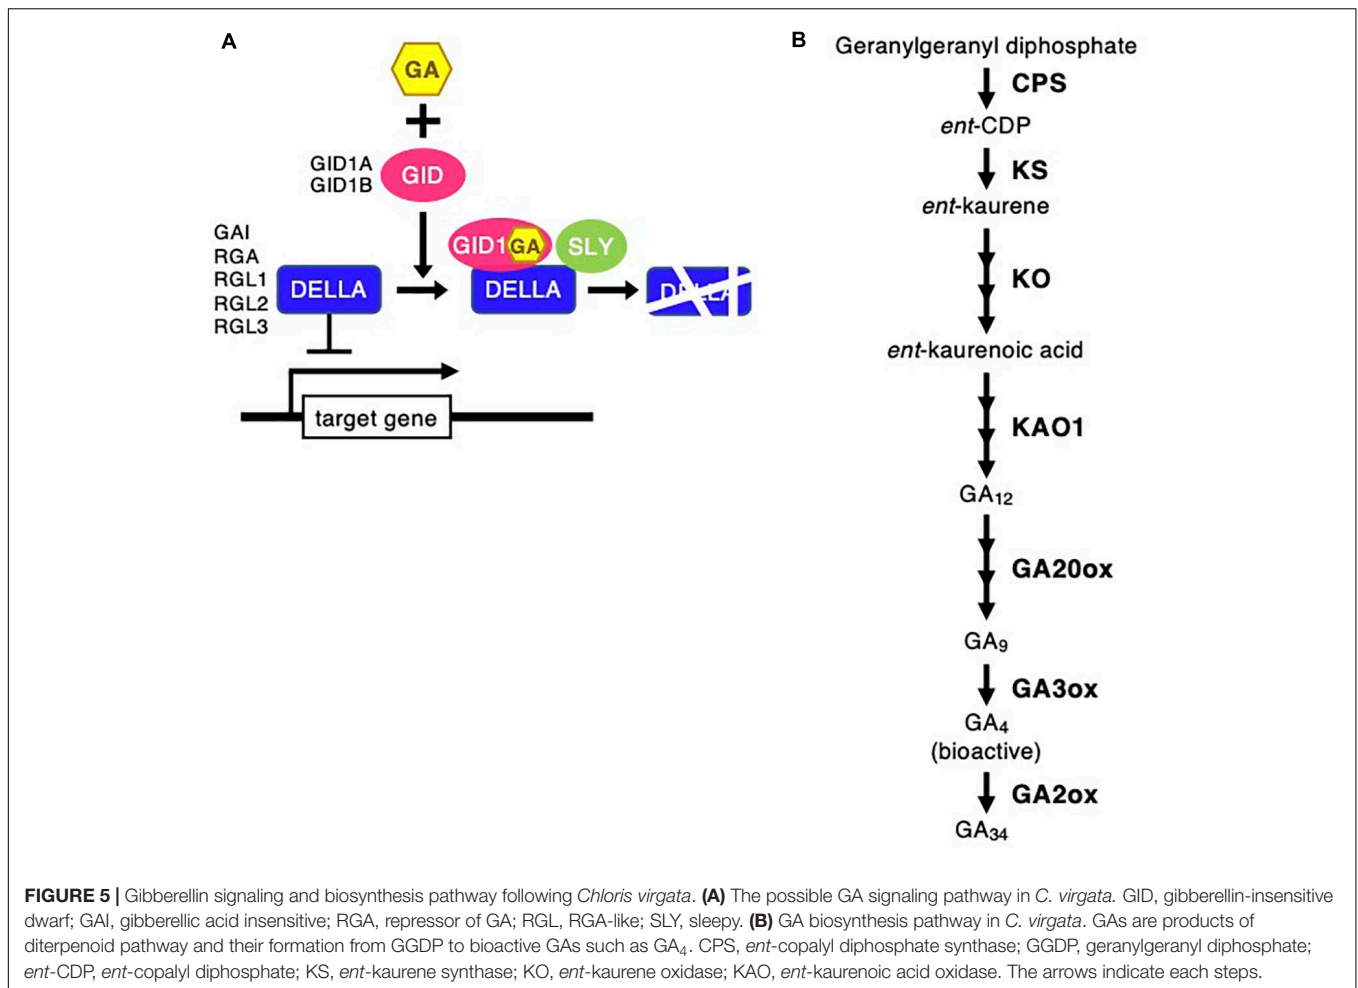 A
GA
GID1A
GID1B
GID
GAI
RGA
RGL1
RGL2
RGL3
DELLA
GID1 GA
SLY
DELLA
DELLA
target gene
B
Geranylgeranyl diphosphate
CPS
ent-CDP
KS
ent-kaurene
KO
ent-kaurenoic acid
KAO1
GA12
GA20ox
GA9
GA3ox
GA4
(bioactive)
GA2ox
GA34
FIGURE 5 | Gibberellin signaling and biosynthesis pathway following Chloris virgata. (A) The possible GA signaling pathway in C. virgata. GID, gibberellin-insensitive
dwarf; GAI, gibberellic acid insensitive; RGA, repressor of GA; RGL, RGA-like; SLY, sleepy. (B) GA biosynthesis pathway in C. virgata. GAs are products of
diterpenoid pathway and their formation from GGDP to bioactive GAs such as GA4. CPS, ent-copalyl diphosphate synthase; GGDP, geranylgeranyl diphosphate;
ent-CDP, ent-copalyl diphosphate; KS, ent-kaurene synthase; KO, ent-kaurene oxidase; KAO, ent-kaurenoic acid oxidase. The arrows indicate each steps.